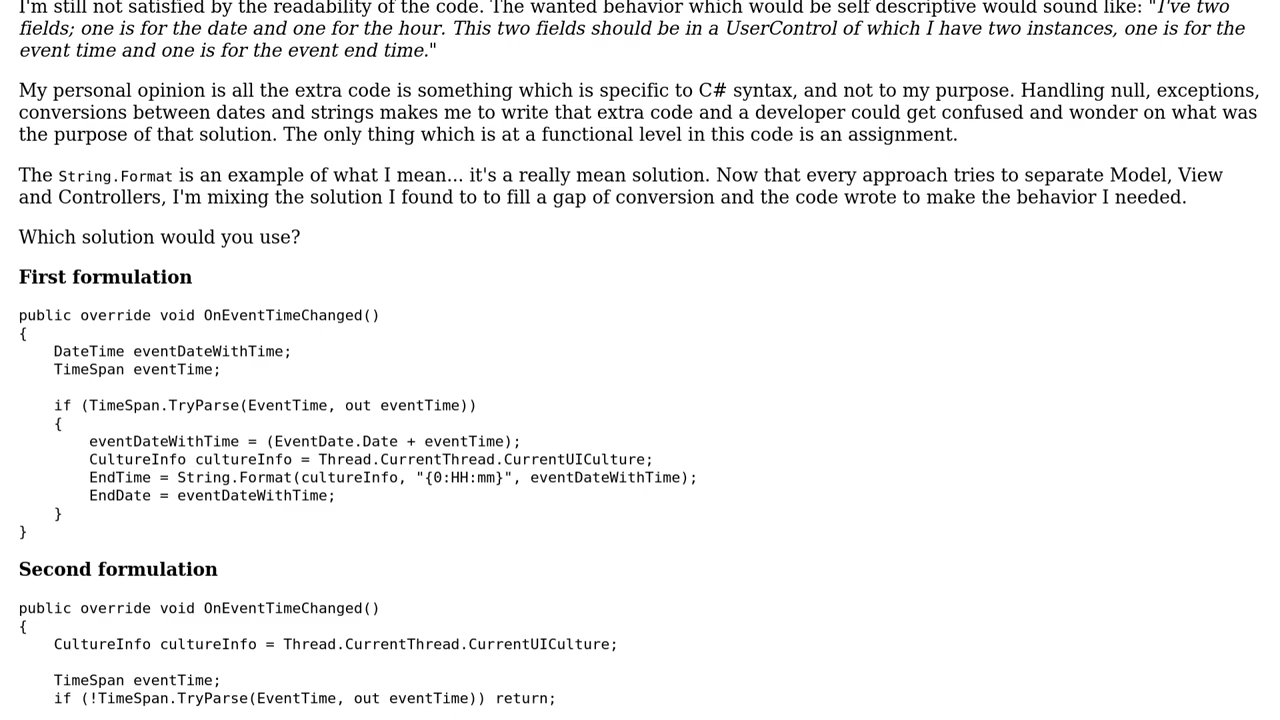 I'm still not satisfied by the readability of the code. The wanted behavior which would be self descriptive would sound like: "I've two
fields; one is for the date and one for the hour. This two fields should be in a UserControl of which I have two instances, one is for the
event time and one is for the event end time."
My personal opinion is all the extra code is something which is specific to C# syntax, and not to my purpose. Handling null, exceptions,
conversions between dates and strings makes me to write that extra code and a developer could get confused and wonder on what was
the purpose of that solution. The only thing which is at a functional level in this code is an assignment.
The String.Format is an example of what I mean... it's a really mean solution. Now that every approach tries to separate Model, View
and Controllers, I'm mixing the solution I found to to fill a gap of conversion and the code wrote to make the behavior I needed.
Which solution would you use?
First formulation
public override void OnEventTimeChanged()
{
    DateTime eventDateWithTime;
    TimeSpan eventTime;
    if (TimeSpan.TryParse(EventTime, out eventTime))
    {
        eventDateWithTime = (EventDate.Date + eventTime);
        CultureInfo cultureInfo = Thread.CurrentThread.CurrentUICulture;
        EndTime = String.Format(cultureInfo, "{0:HH:mm}", eventDateWithTime);
        EndDate = eventDateWithTime;
    }
}
Second formulation
public override void OnEventTimeChanged()
{
    CultureInfo cultureInfo = Thread.CurrentThread.CurrentUICulture;
    TimeSpan eventTime;
    if (!TimeSpan.TryParse(EventTime, out eventTime)) return;